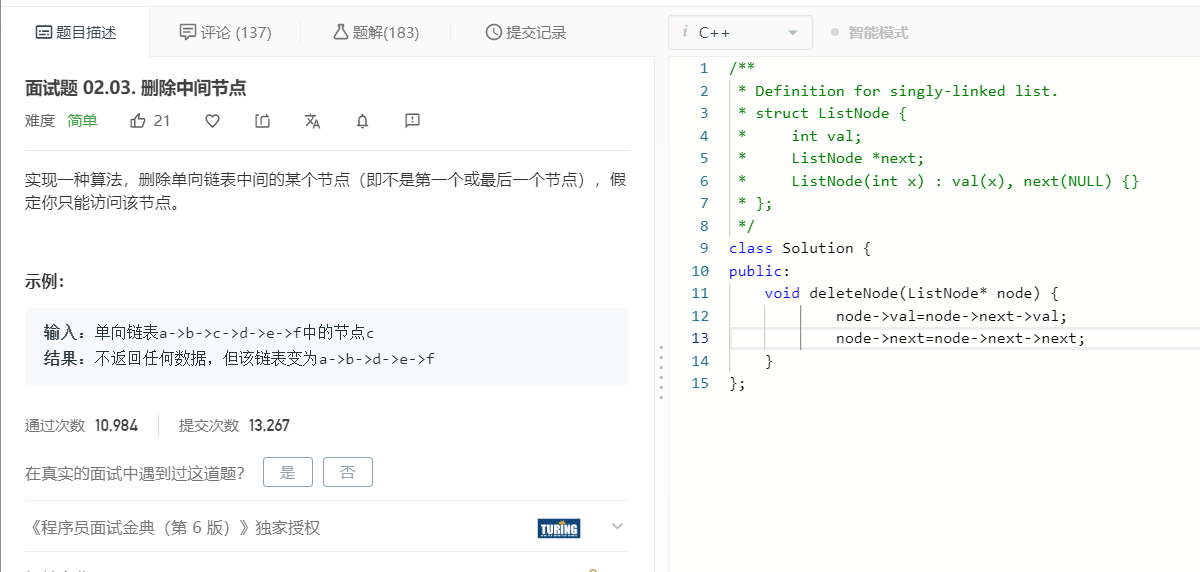 题目描述 评论 (137) 题解(183) 提交记录
i C++ 智能模式
面试题 02.03. 删除中间节点
难度 简单 21
实现一种算法，删除单向链表中间的某个节点（即不是第一个或最后一个节点），假
定你只能访问该节点。
示例：
输入：单向链表a->b->c->d->e->f中的节点c
结果：不返回任何数据，但该链表变为a->b->d->e->f
通过次数 10,984 提交次数 13,267
在真实的面试中遇到过这道题？ 是 否
《程序员面试金典（第 6 版）》独家授权 TURING
1 /**
2 * Definition for singly-linked list.
3 * struct ListNode {
4 * int val;
5 * ListNode *next;
6 * ListNode(int x) : val(x), next(NULL) {}
7 * };
8 */
9 class Solution {
10 public:
11 void deleteNode(ListNode* node) {
12 node->val=node->next->val;
13 node->next=node->next->next;
14 }
15 };